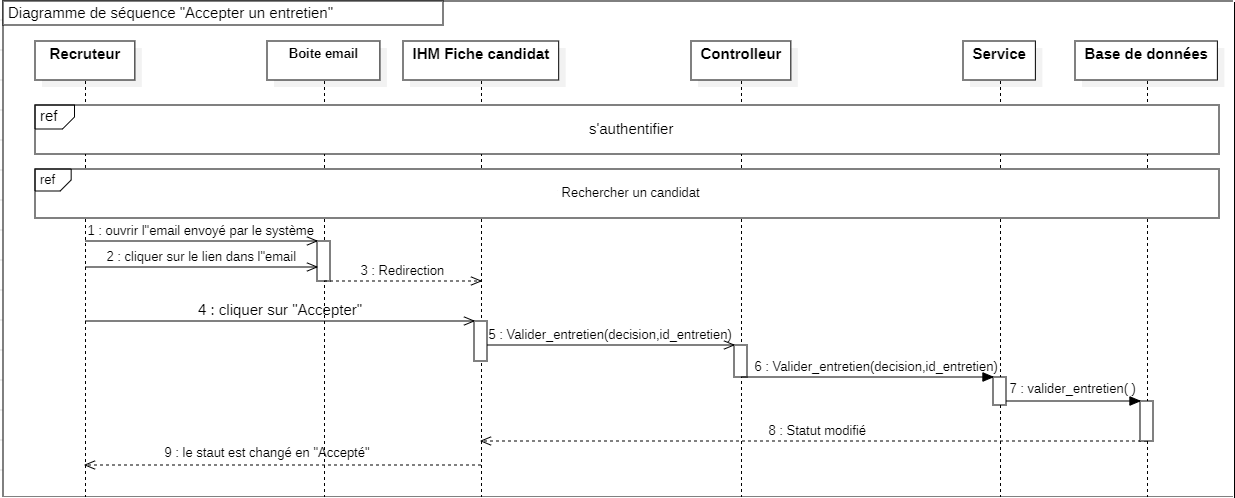 Diagramme de séquence "Accepter un entretien"
Recruteur
Boite email
IHM Fiche candidat
Controlleur
Service
Base de données
ref
s'authentifier
ref
Rechercher un candidat
1 : ouvrir l"email envoyé par le système
2 : cliquer sur le lien dans l"email
3 : Redirection
4 : cliquer sur "Accepter"
5 : Valider_entretien(decision,id_entretien)
6 : Valider_entretien(decision,id_entretien)
7 : valider_entretien( )
8 : Statut modifié
9 : le staut est changé en "Accepté"